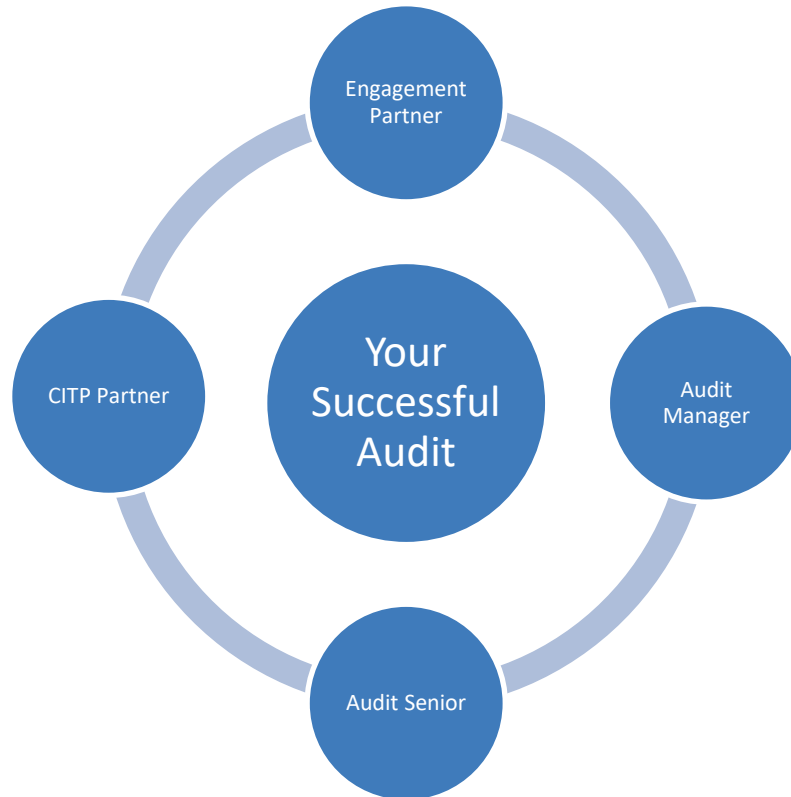 Engagement
Partner
CITP Partner
Your
Successful
Audit
Audit
Manager
Audit Senior